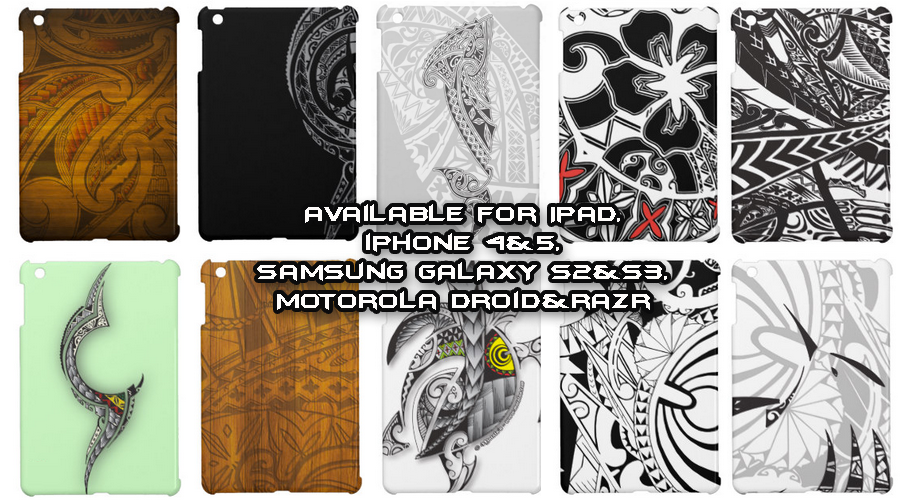 AVAILABLE FOR IPAD,
IPHONE 4&5,
SAMSUNG GALAXY S2&S3,
MOTOROLA DROID&RAZR